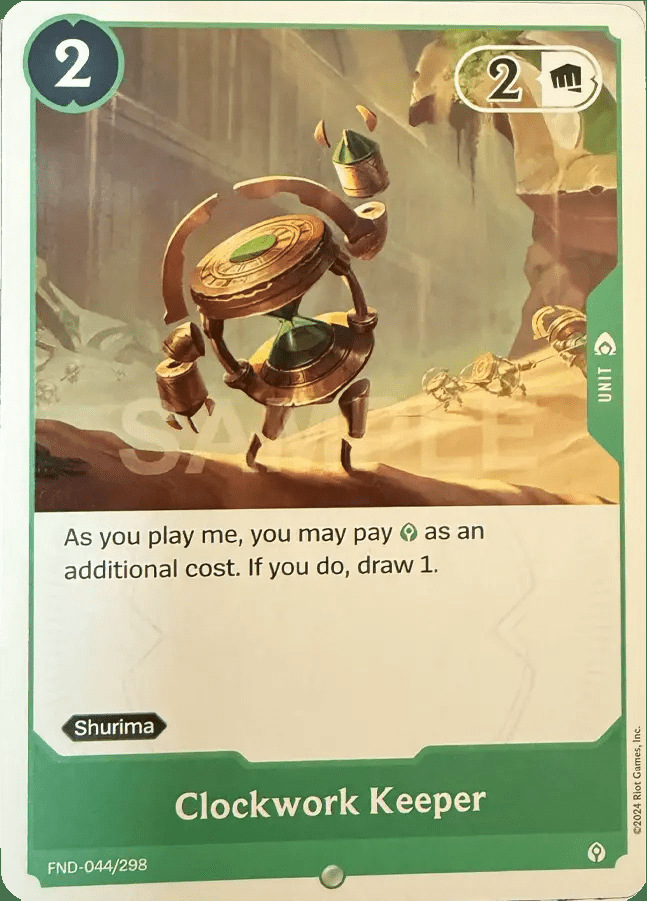 2
2
SAMPLE
UNIT
As you play me, you may pay as an
additional cost. If you do, draw 1.
Shurima
Clockwork Keeper
FND-044/298
©2024 Riot Games, Inc.